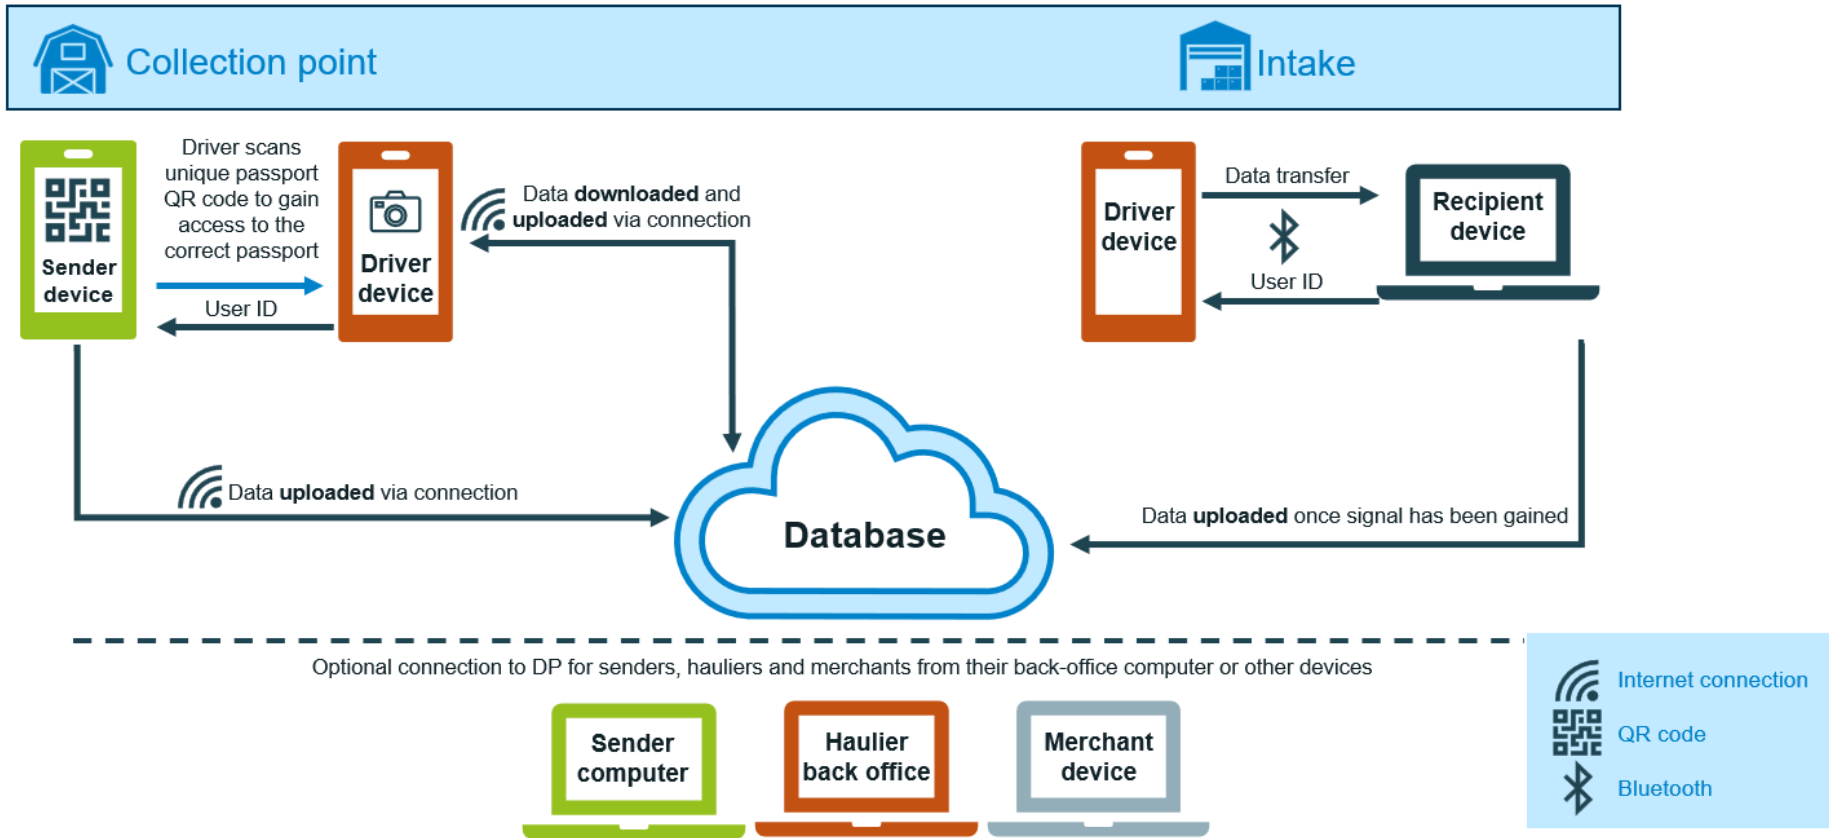 Collection point
Intake
Driver scans
unique passport
QR code to gain
access to the
correct passport
Sender
device
User ID
Driver
device
Data downloaded and
uploaded via connection
Driver
device
Data transfer
User ID
Recipient
device
Data uploaded via connection
Database
Data uploaded once signal has been gained
Optional connection to DP for senders, hauliers and merchants from their back-office computer or other devices
Sender
computer
Haulier
back office
Merchant
device
Internet connection
QR code
Bluetooth